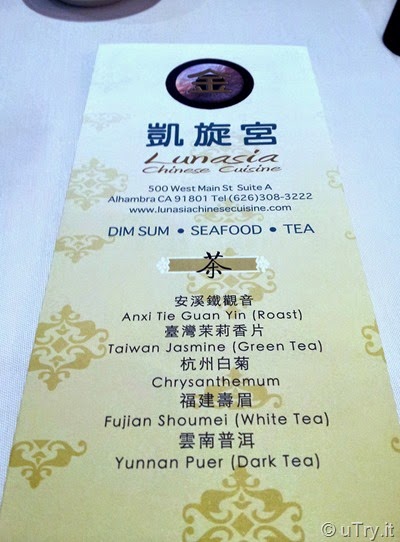 金
凱旋宮
Lunasia
Chinese Cuisine
500 West Main St Suite A
Alhambra CA 91801 Tel (626)308-3222
www.lunasiachinesecuisine.com
DIM SUM • SEAFOOD • TEA
茶
安溪鐵觀音
Anxi Tie Guan Yin (Roast)
臺灣茉莉香片
Taiwan Jasmine (Green Tea)
杭州白菊
Chrysanthemum
福建壽眉
Fujian Shoumei (White Tea)
雲南普洱
Yunnan Puer (Dark Tea)
© uTry.it